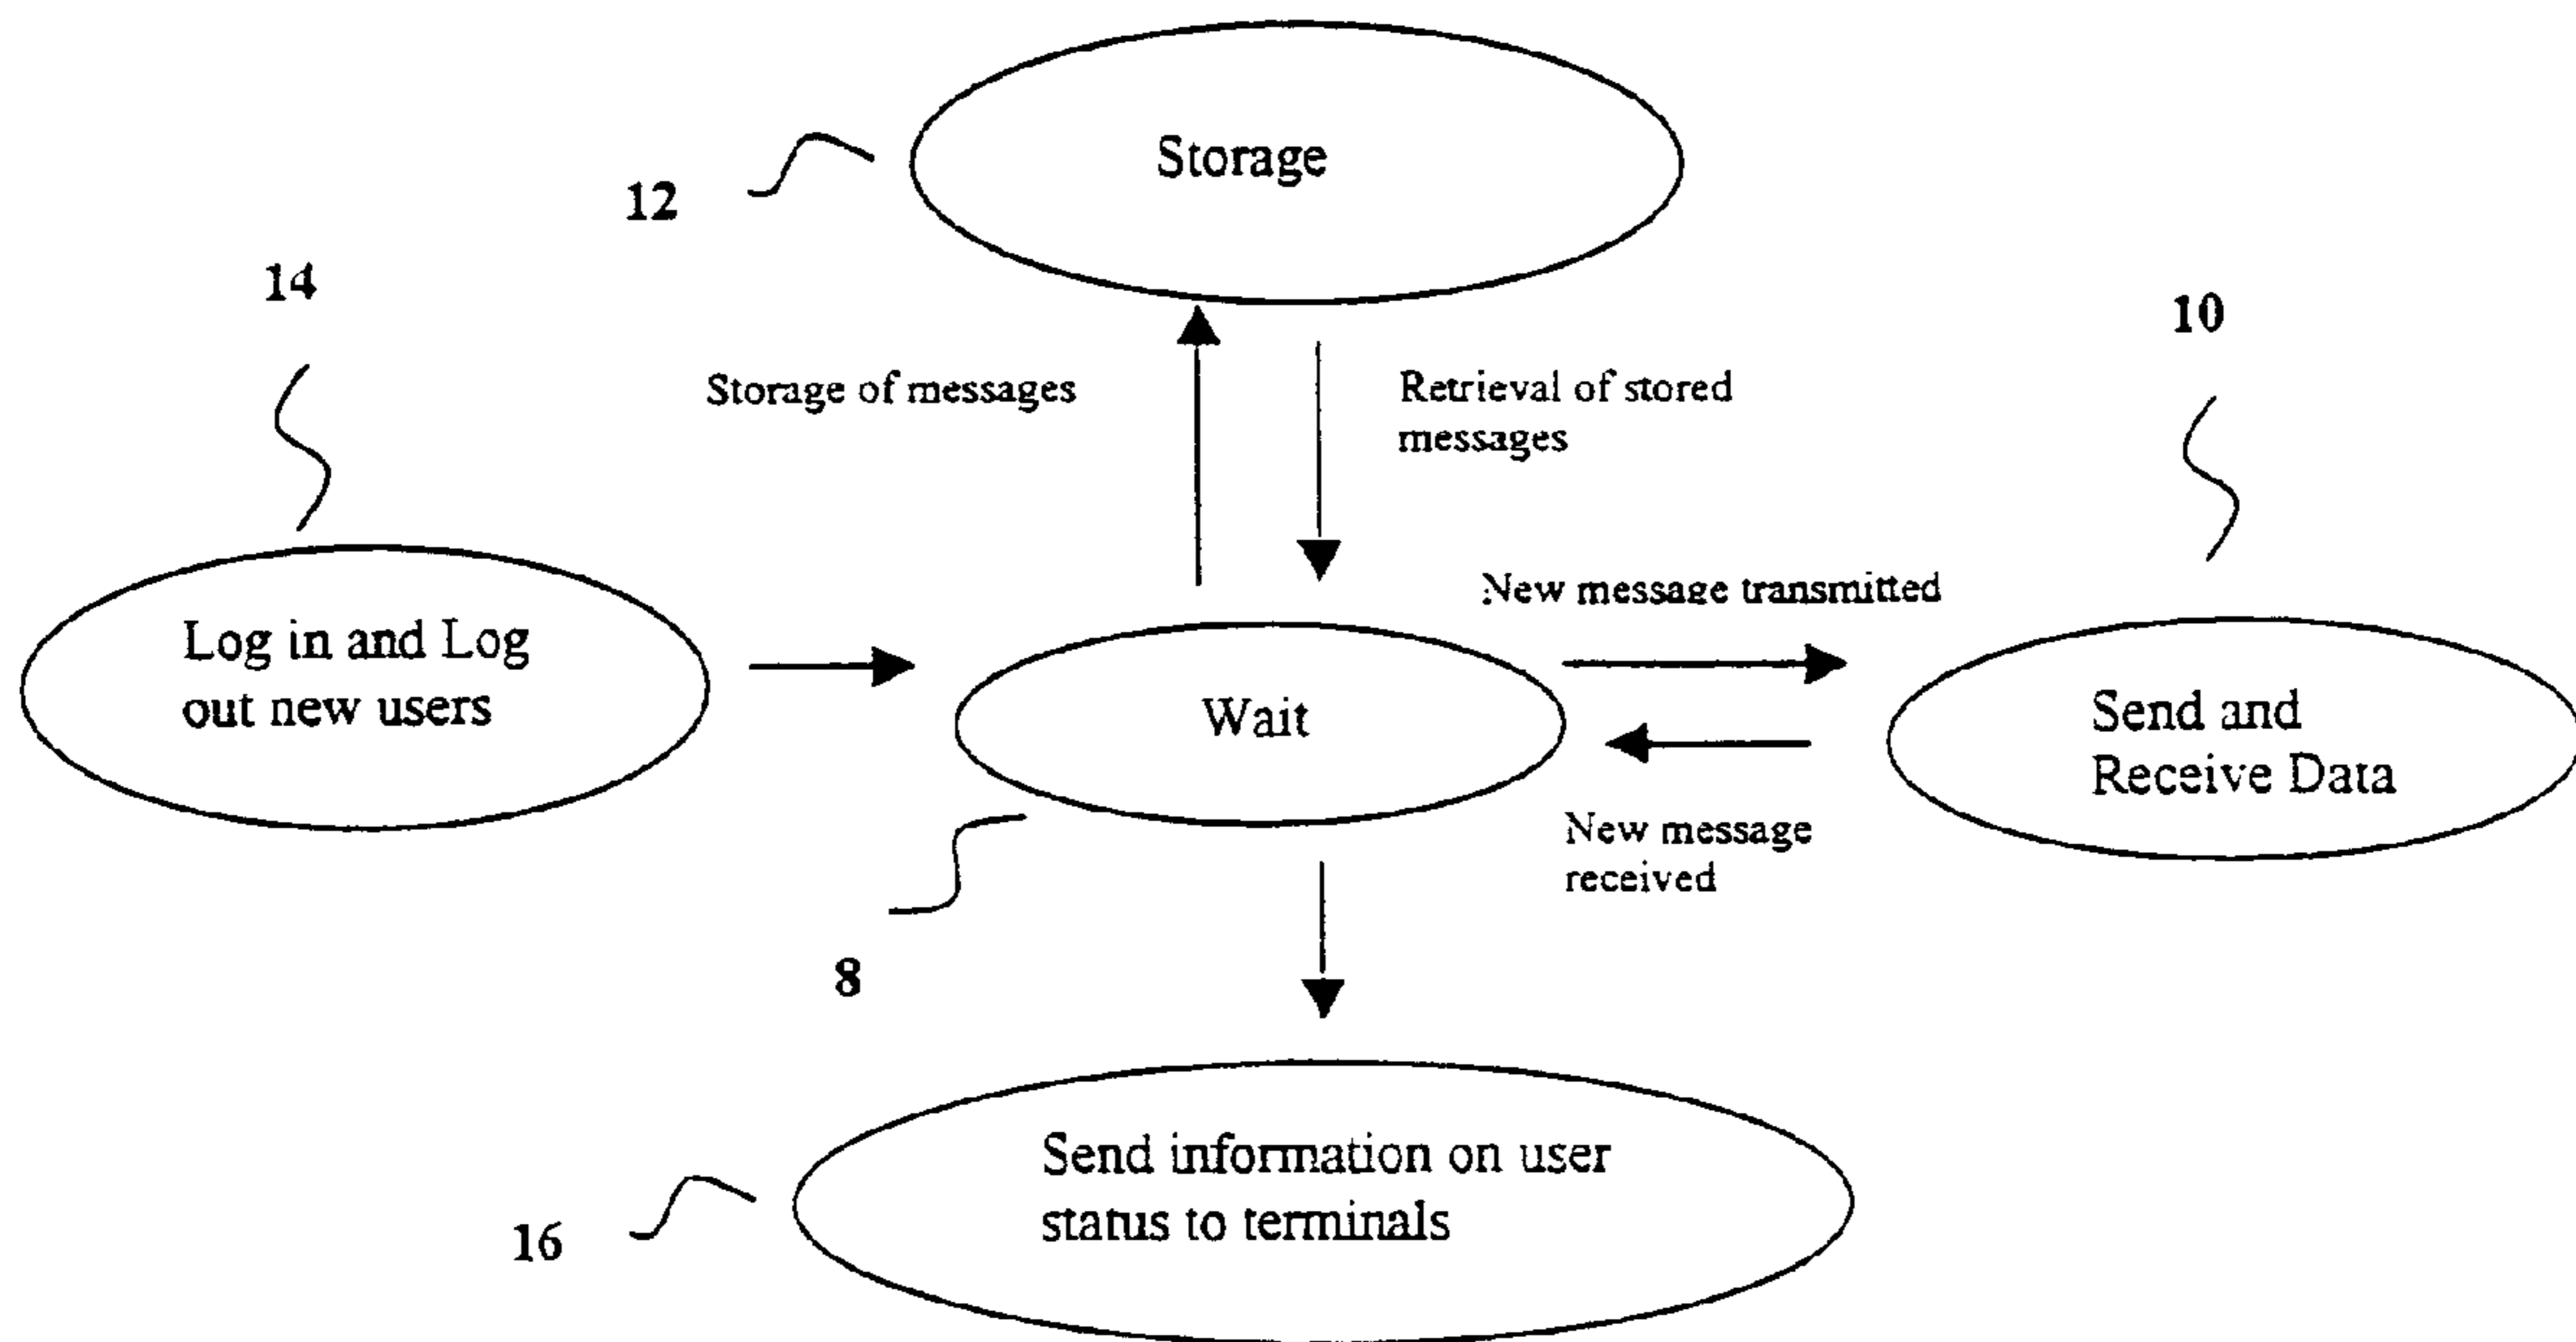 Storage
12
14
10
Storage of messages
Retrieval of stored
messages
New message transmitted
Log in and Log
out new users
Wait
Send and
Receive Data
New message
received
8
Send information on user
status to terminals
16